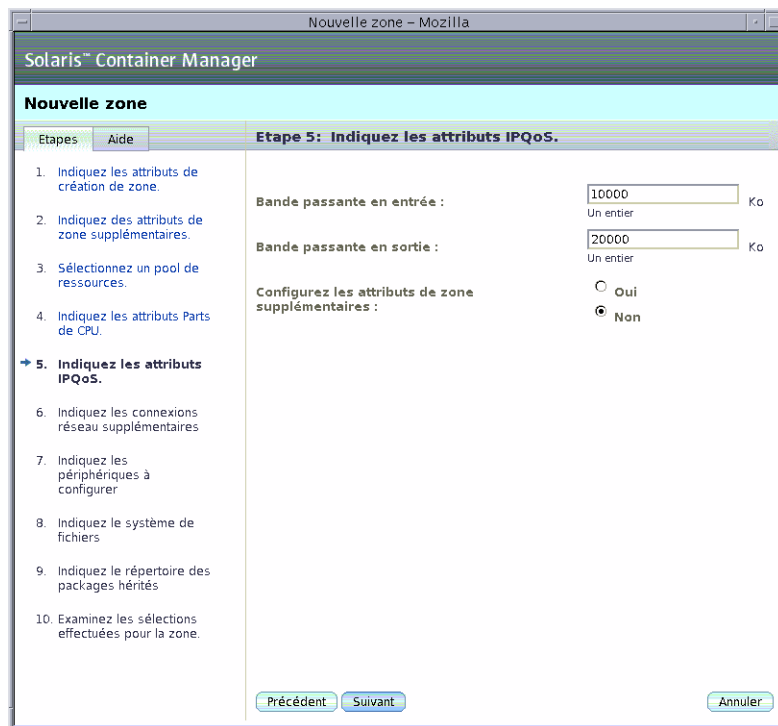 Nouvelle zone – Mozilla
Solaris™ Container Manager
Nouvelle zone
Etapes
Aide
1. Indiquez les attributs de
création de zone.
2. Indiquez des attributs de
zone supplémentaires.
3. Sélectionnez un pool de
ressources.
4. Indiquez les attributs Parts
de CPU.
5. Indiquez les attributs
IPQoS.
6. Indiquez les connexions
réseau supplémentaires
7. Indiquez les
périphériques à
configurer
8. Indiquez le système de
fichiers
9. Indiquez le répertoire des
packages hérités
10. Examinez les sélections
effectuées pour la zone.
Etape 5: Indiquez les attributs IPQoS.
Bande passante en entrée :
10000
Ko
Un entier
Bande passante en sortie :
20000
Ko
Un entier
Configurez les attributs de zone
supplémentaires :
Oui
Non
Précédent
Suivant
Annuler